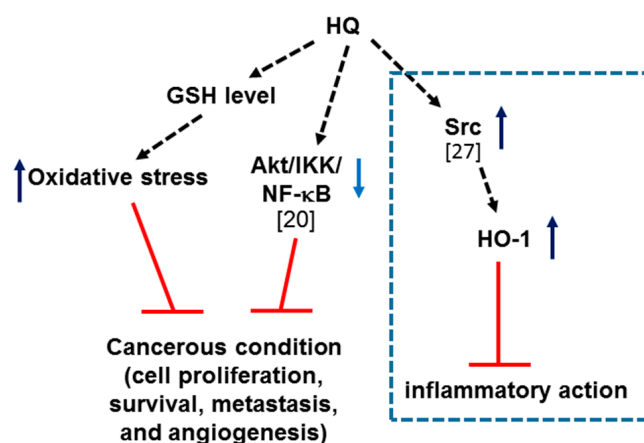 HQ
GSH level
Oxidative stress
Akt/IKK/
NF-κB
[20]
Src
[27]
HO-1
Cancerous condition
(cell proliferation,
survival, metastasis,
and angiogenesis)
inflammatory action